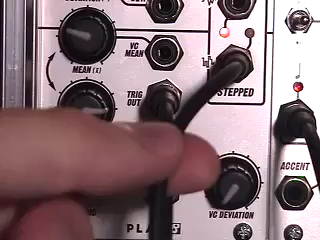 VC
MEAN
MEAN (x̄)
TRIG
OUT
STEPPED
ACCENT
VC DEVIATION